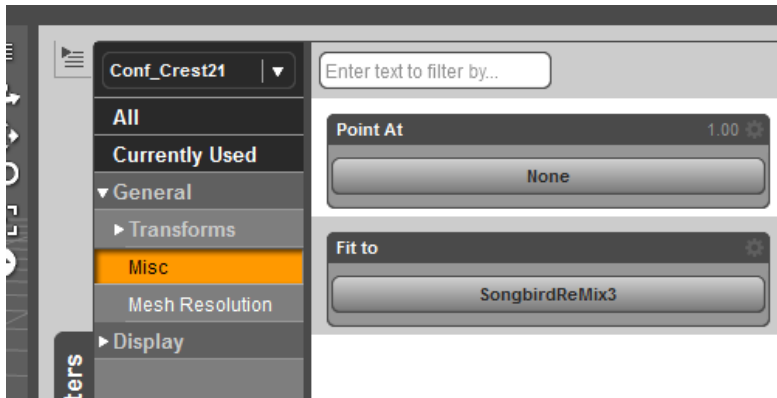 Conf_Crest21
Enter text to filter by...
All
Currently Used
General
Transforms
Misc
Mesh Resolution
Display
Point At
1.00
None
Fit to
SongbirdReMix3
ters